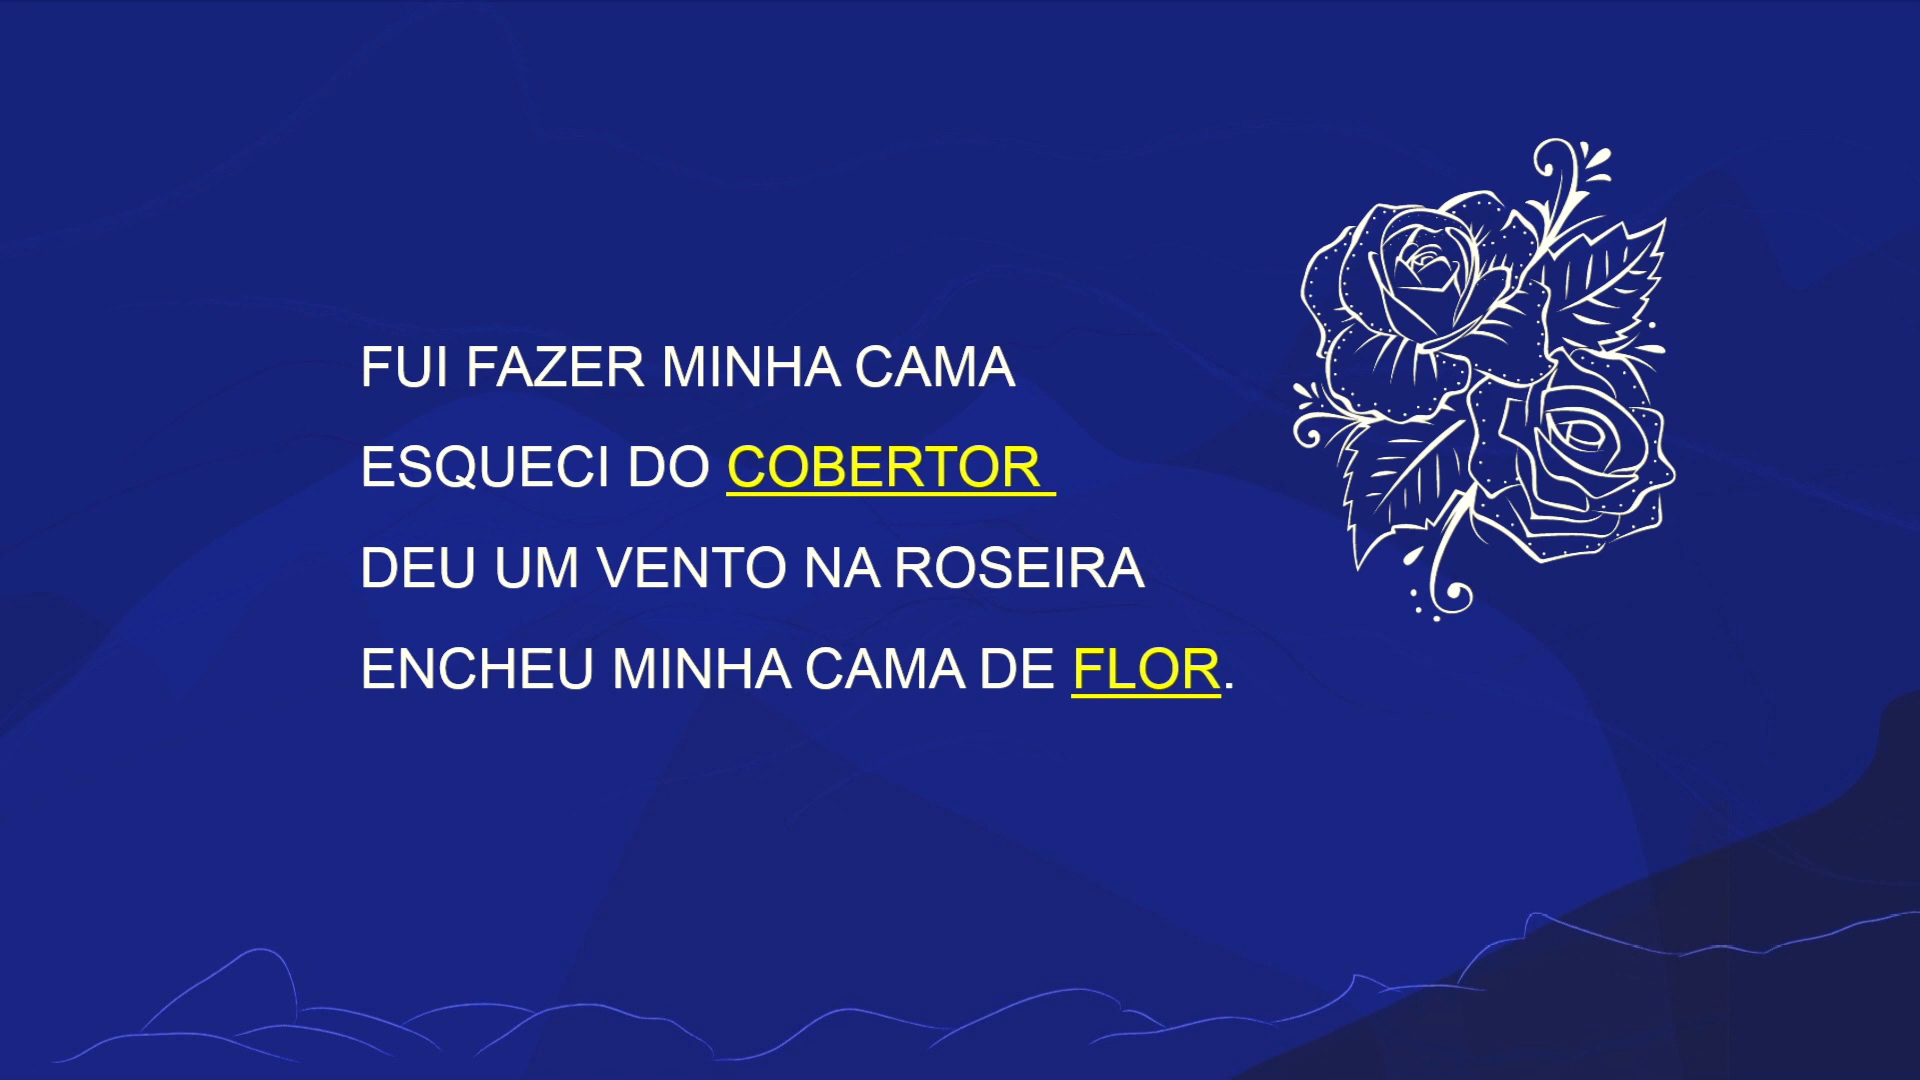 FUI FAZER MINHA CAMA
ESQUECI DO COBERTOR
DEU UM VENTO NA ROSEIRA
ENCHEU MINHA CAMA DE FLOR.